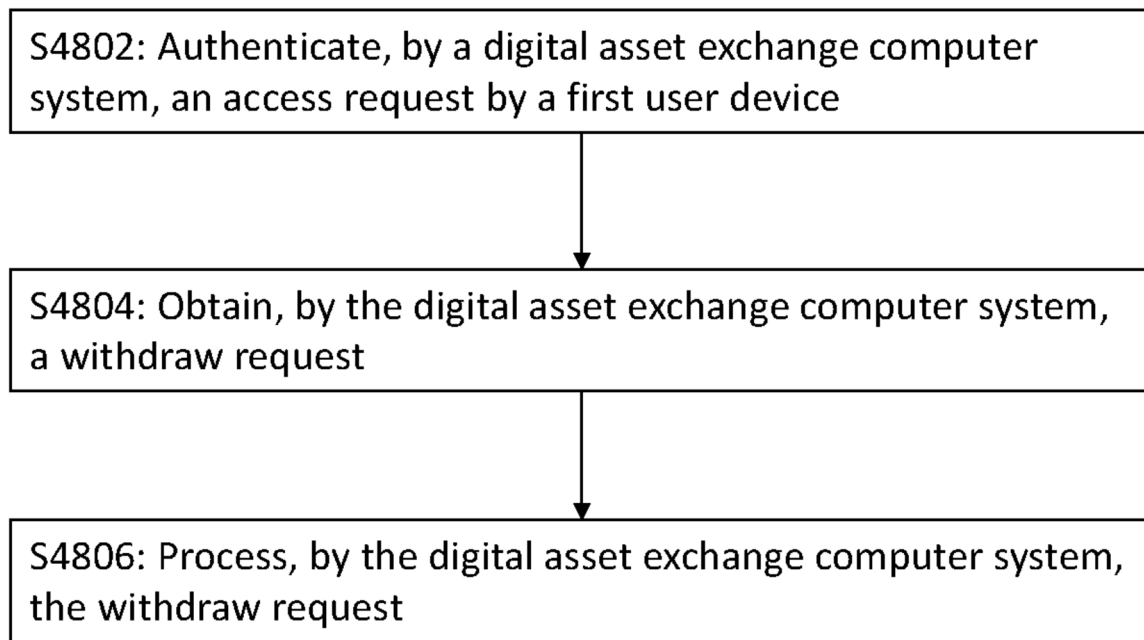 S4802: Authenticate, by a digital asset exchange computer
system, an access request by a first user device
S4804: Obtain, by the digital asset exchange computer system,
a withdraw request
S4806: Process, by the digital asset exchange computer system,
the withdraw request